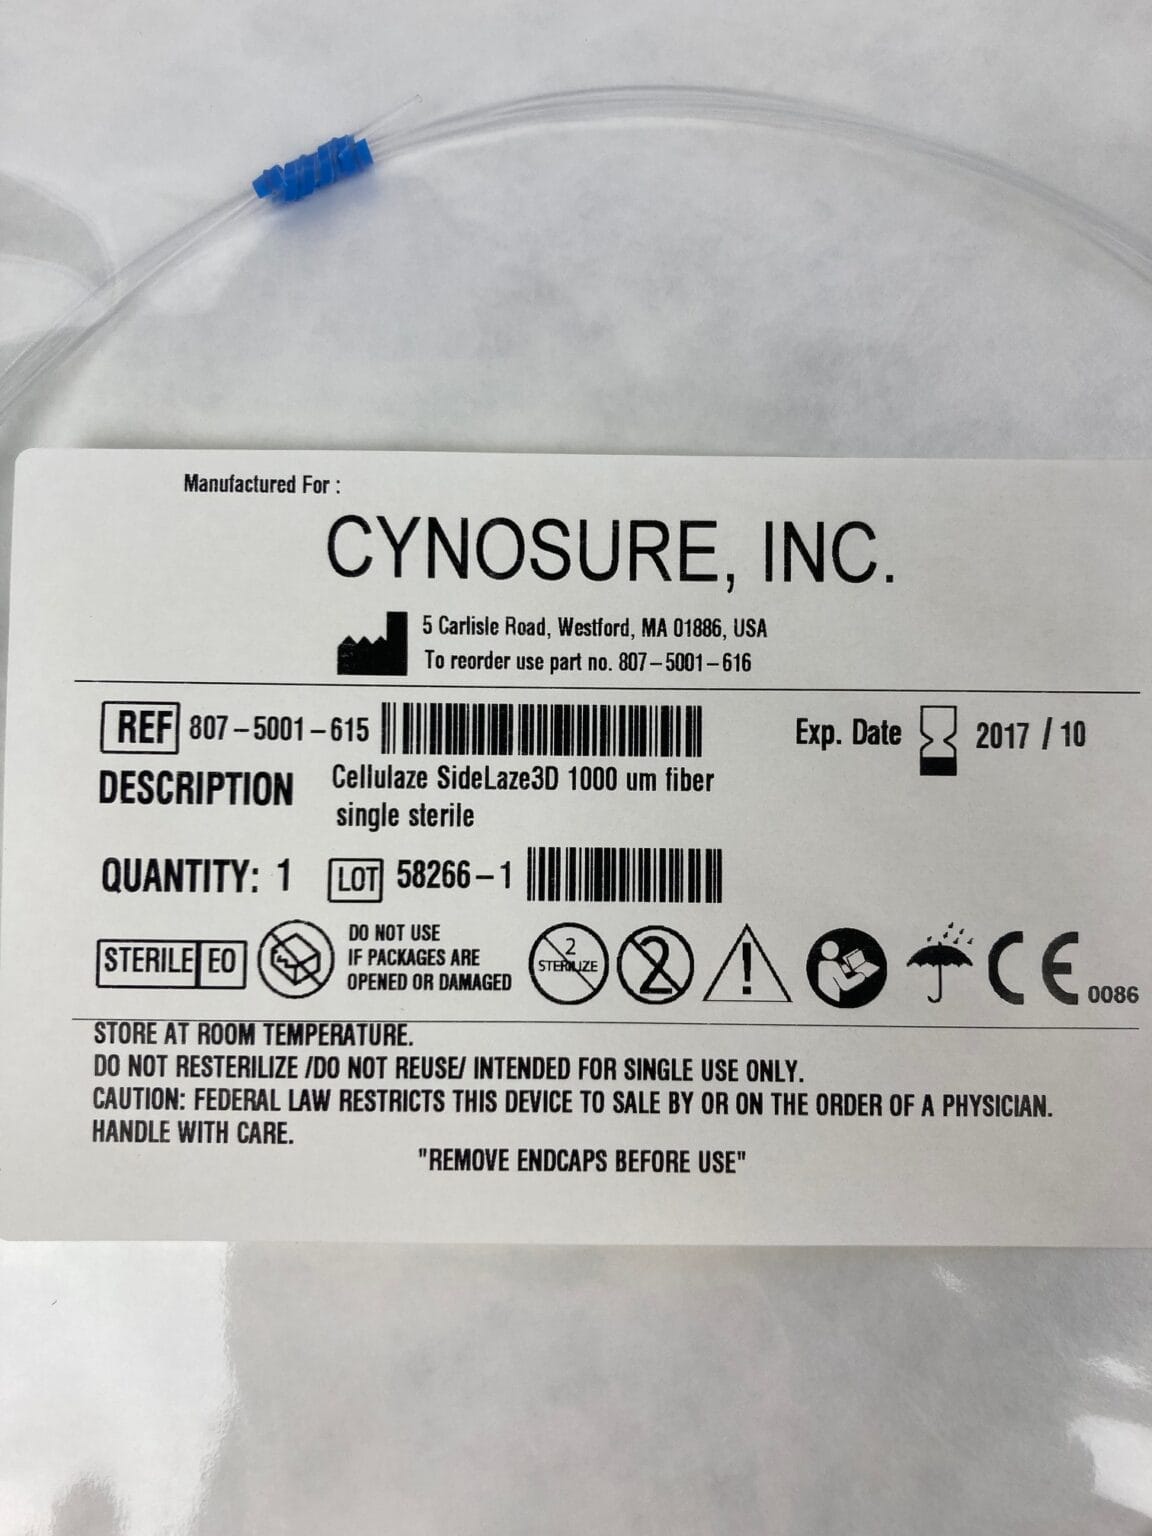 Manufactured For :
CYNOSURE, INC.
5 Carlisle Road, Westford, MA 01886, USA
To reorder use part no. 807-5001-616
REF 807-5001-615
Exp. Date 2017 / 10
DESCRIPTION Cellulaze SideLaze3D 1000 um fiber
single sterile
QUANTITY: 1 LOT 58266-1
STERILE EO
DO NOT USE
IF PACKAGES ARE
OPENED OR DAMAGED
2
STERILIZE
2
!
CE 0086
STORE AT ROOM TEMPERATURE.
DO NOT RESTERILIZE /DO NOT REUSE/ INTENDED FOR SINGLE USE ONLY.
CAUTION: FEDERAL LAW RESTRICTS THIS DEVICE TO SALE BY OR ON THE ORDER OF A PHYSICIAN.
HANDLE WITH CARE.
"REMOVE ENDCAPS BEFORE USE"